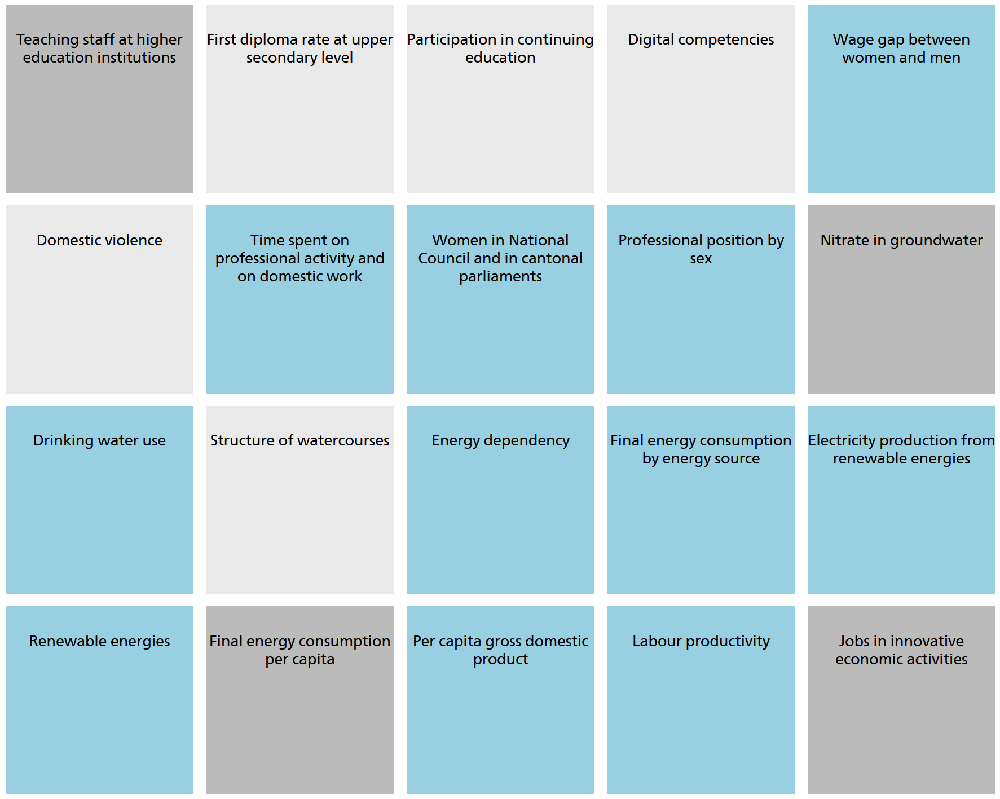 Teaching staff at higher
education institutions
First diploma rate at upper
secondary level
Participation in continuing
education
Digital competencies
Wage gap between
women and men
Domestic violence
Time spent on
professional activity and
on domestic work
Women in National
Council and in cantonal
parliaments
Professional position by
sex
Nitrate in groundwater
Drinking water use
Structure of watercourses
Energy dependency
Final energy consumption
by energy source
Electricity production from
renewable energies
Renewable energies
Final energy consumption
per capita
Per capita gross domestic
product
Labour productivity
Jobs in innovative
economic activities